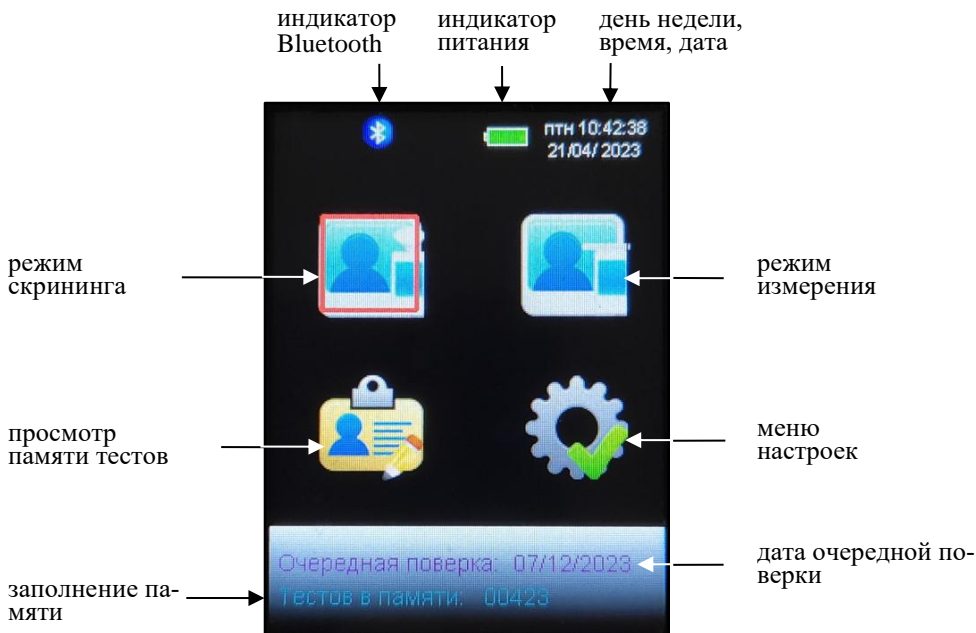 индикатор
Bluetooth
индикатор
питания
день недели,
время, дата
птн 10:42:38
21/04/2023
режим
скрининга
режим
измерения
просмотр
памяти тестов
меню
настроек
Очередная поверка: 07/12/2023
Тестов в памяти: 00423
дата очередной по-
верки
заполнение па-
мяти